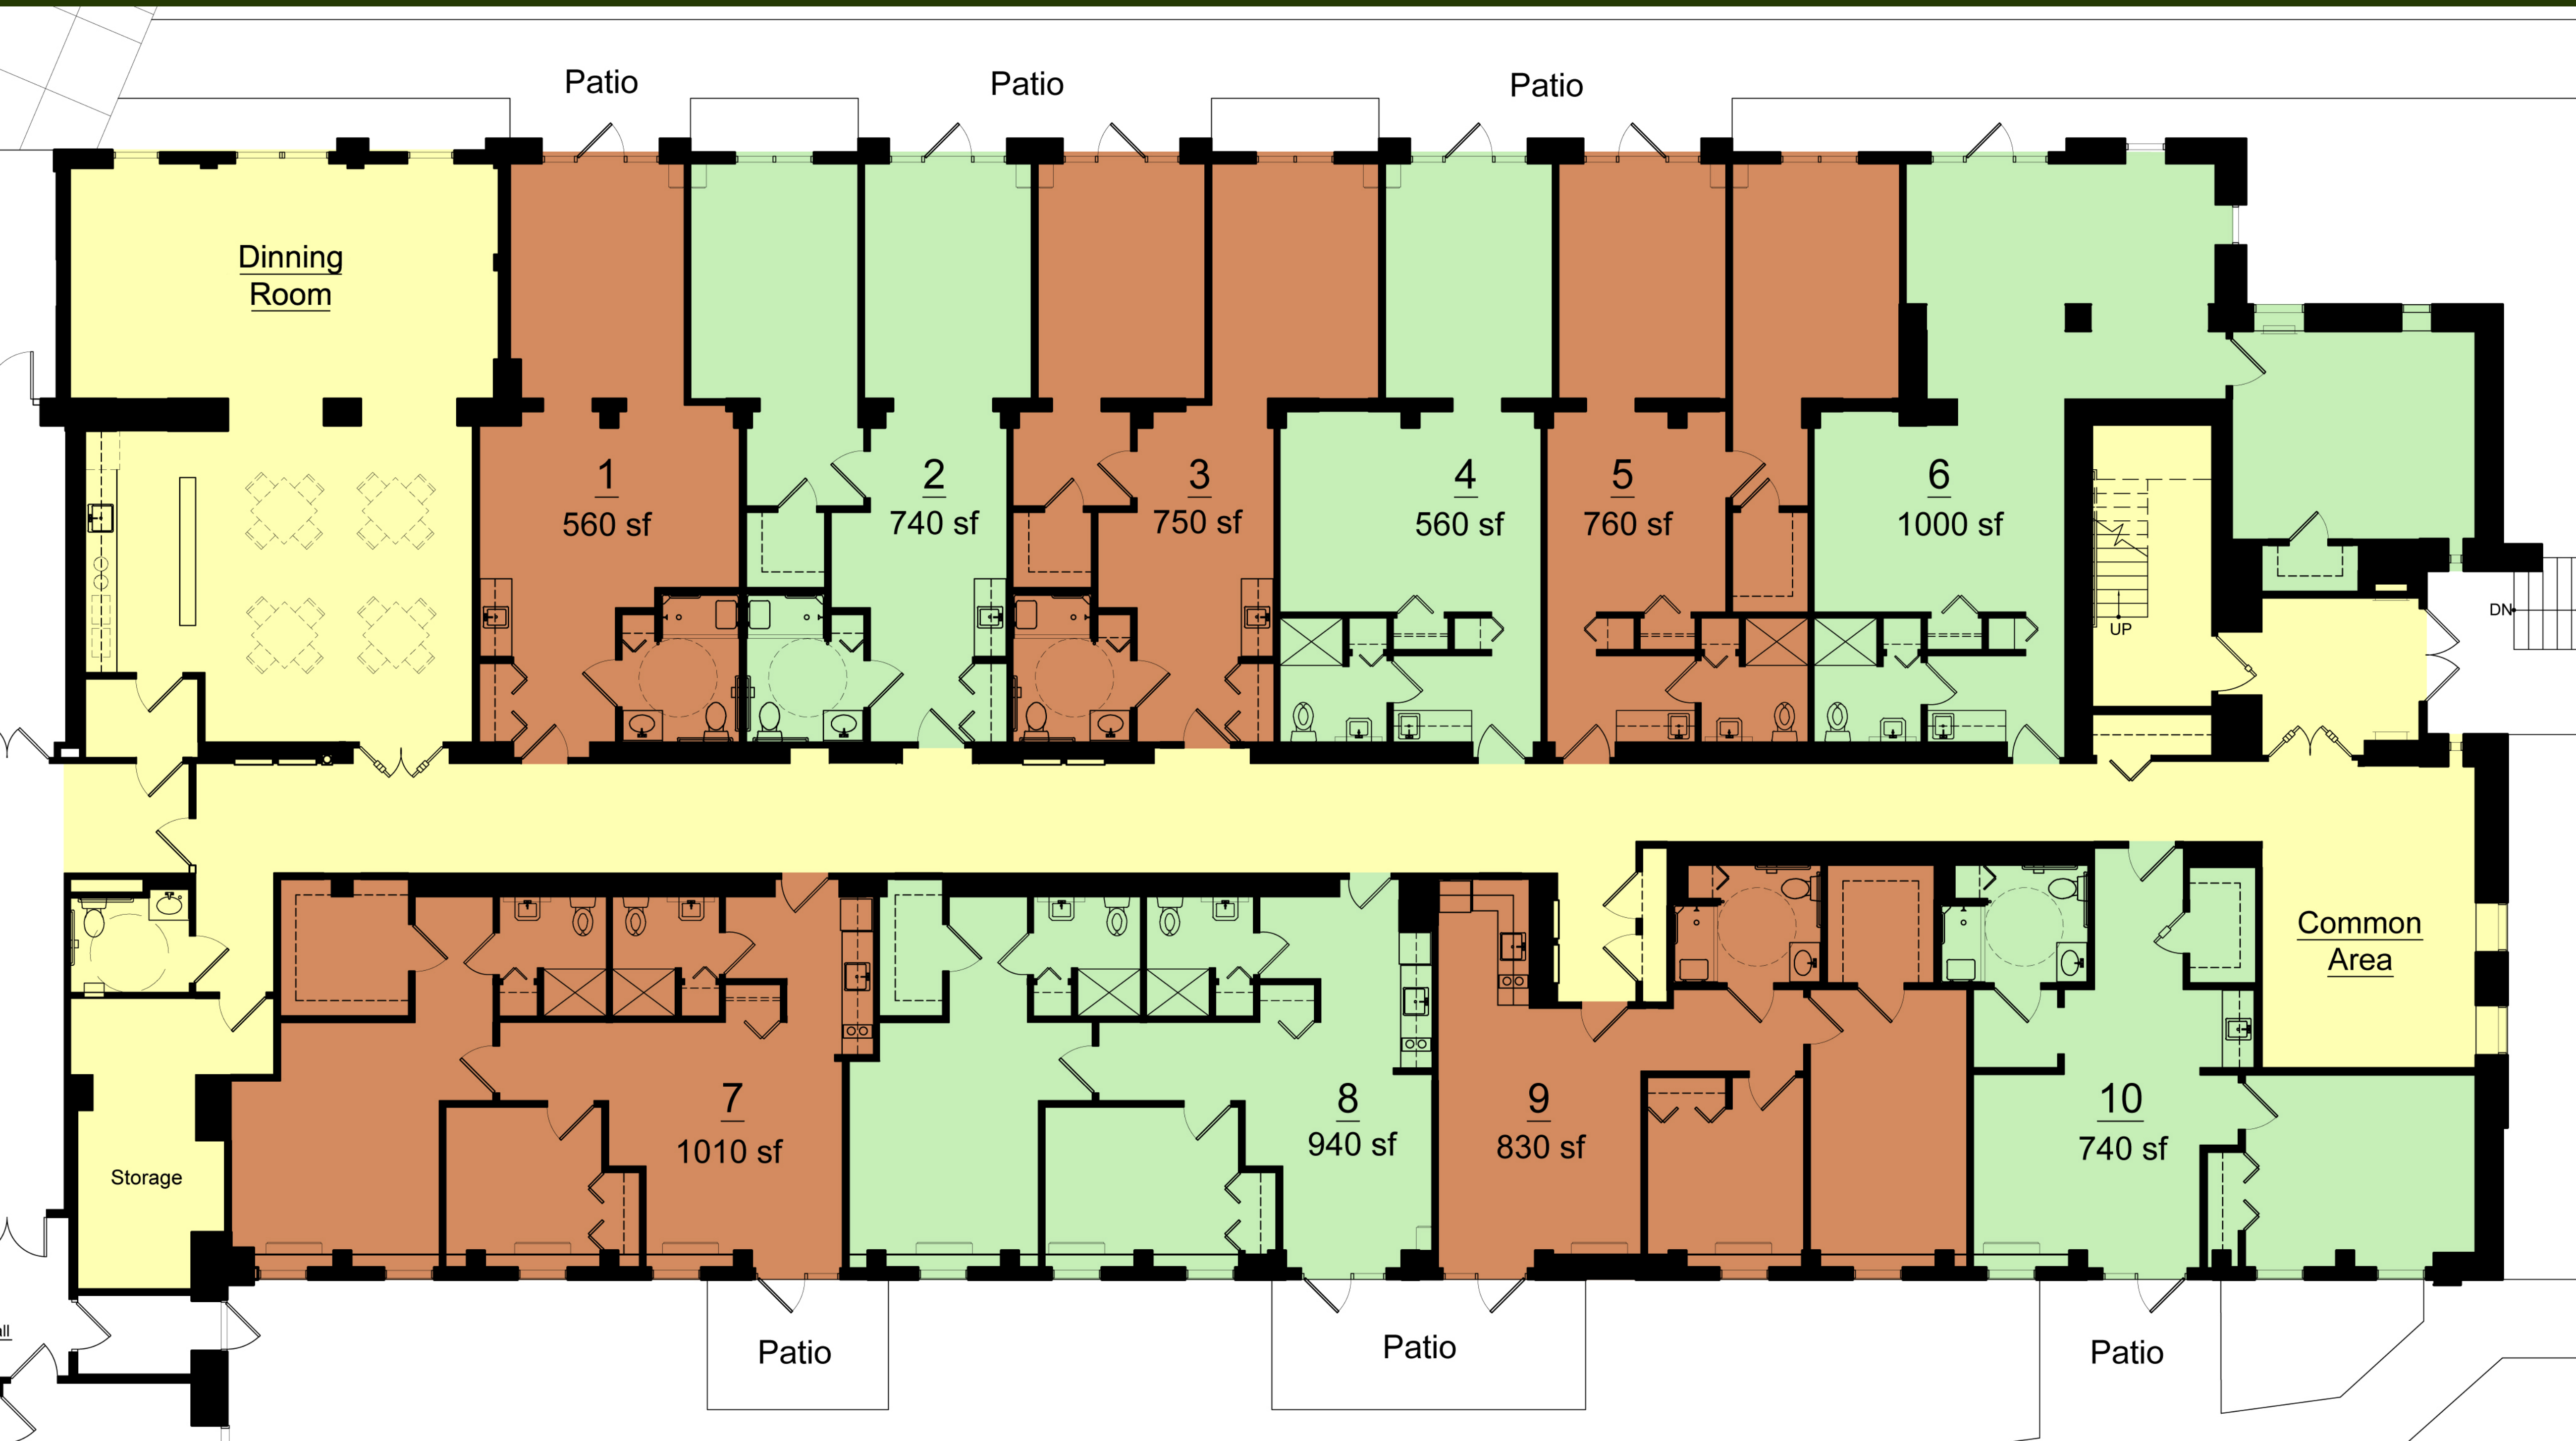 Patio
Patio
Patio
Dinning
Room
1
560 sf
2
740 sf
3
750 sf
4
560 sf
5
760 sf
6
1000 sf
UP
DN
Common
Area
7
1010 sf
8
940 sf
9
830 sf
10
740 sf
Storage
all
Patio
Patio
Patio